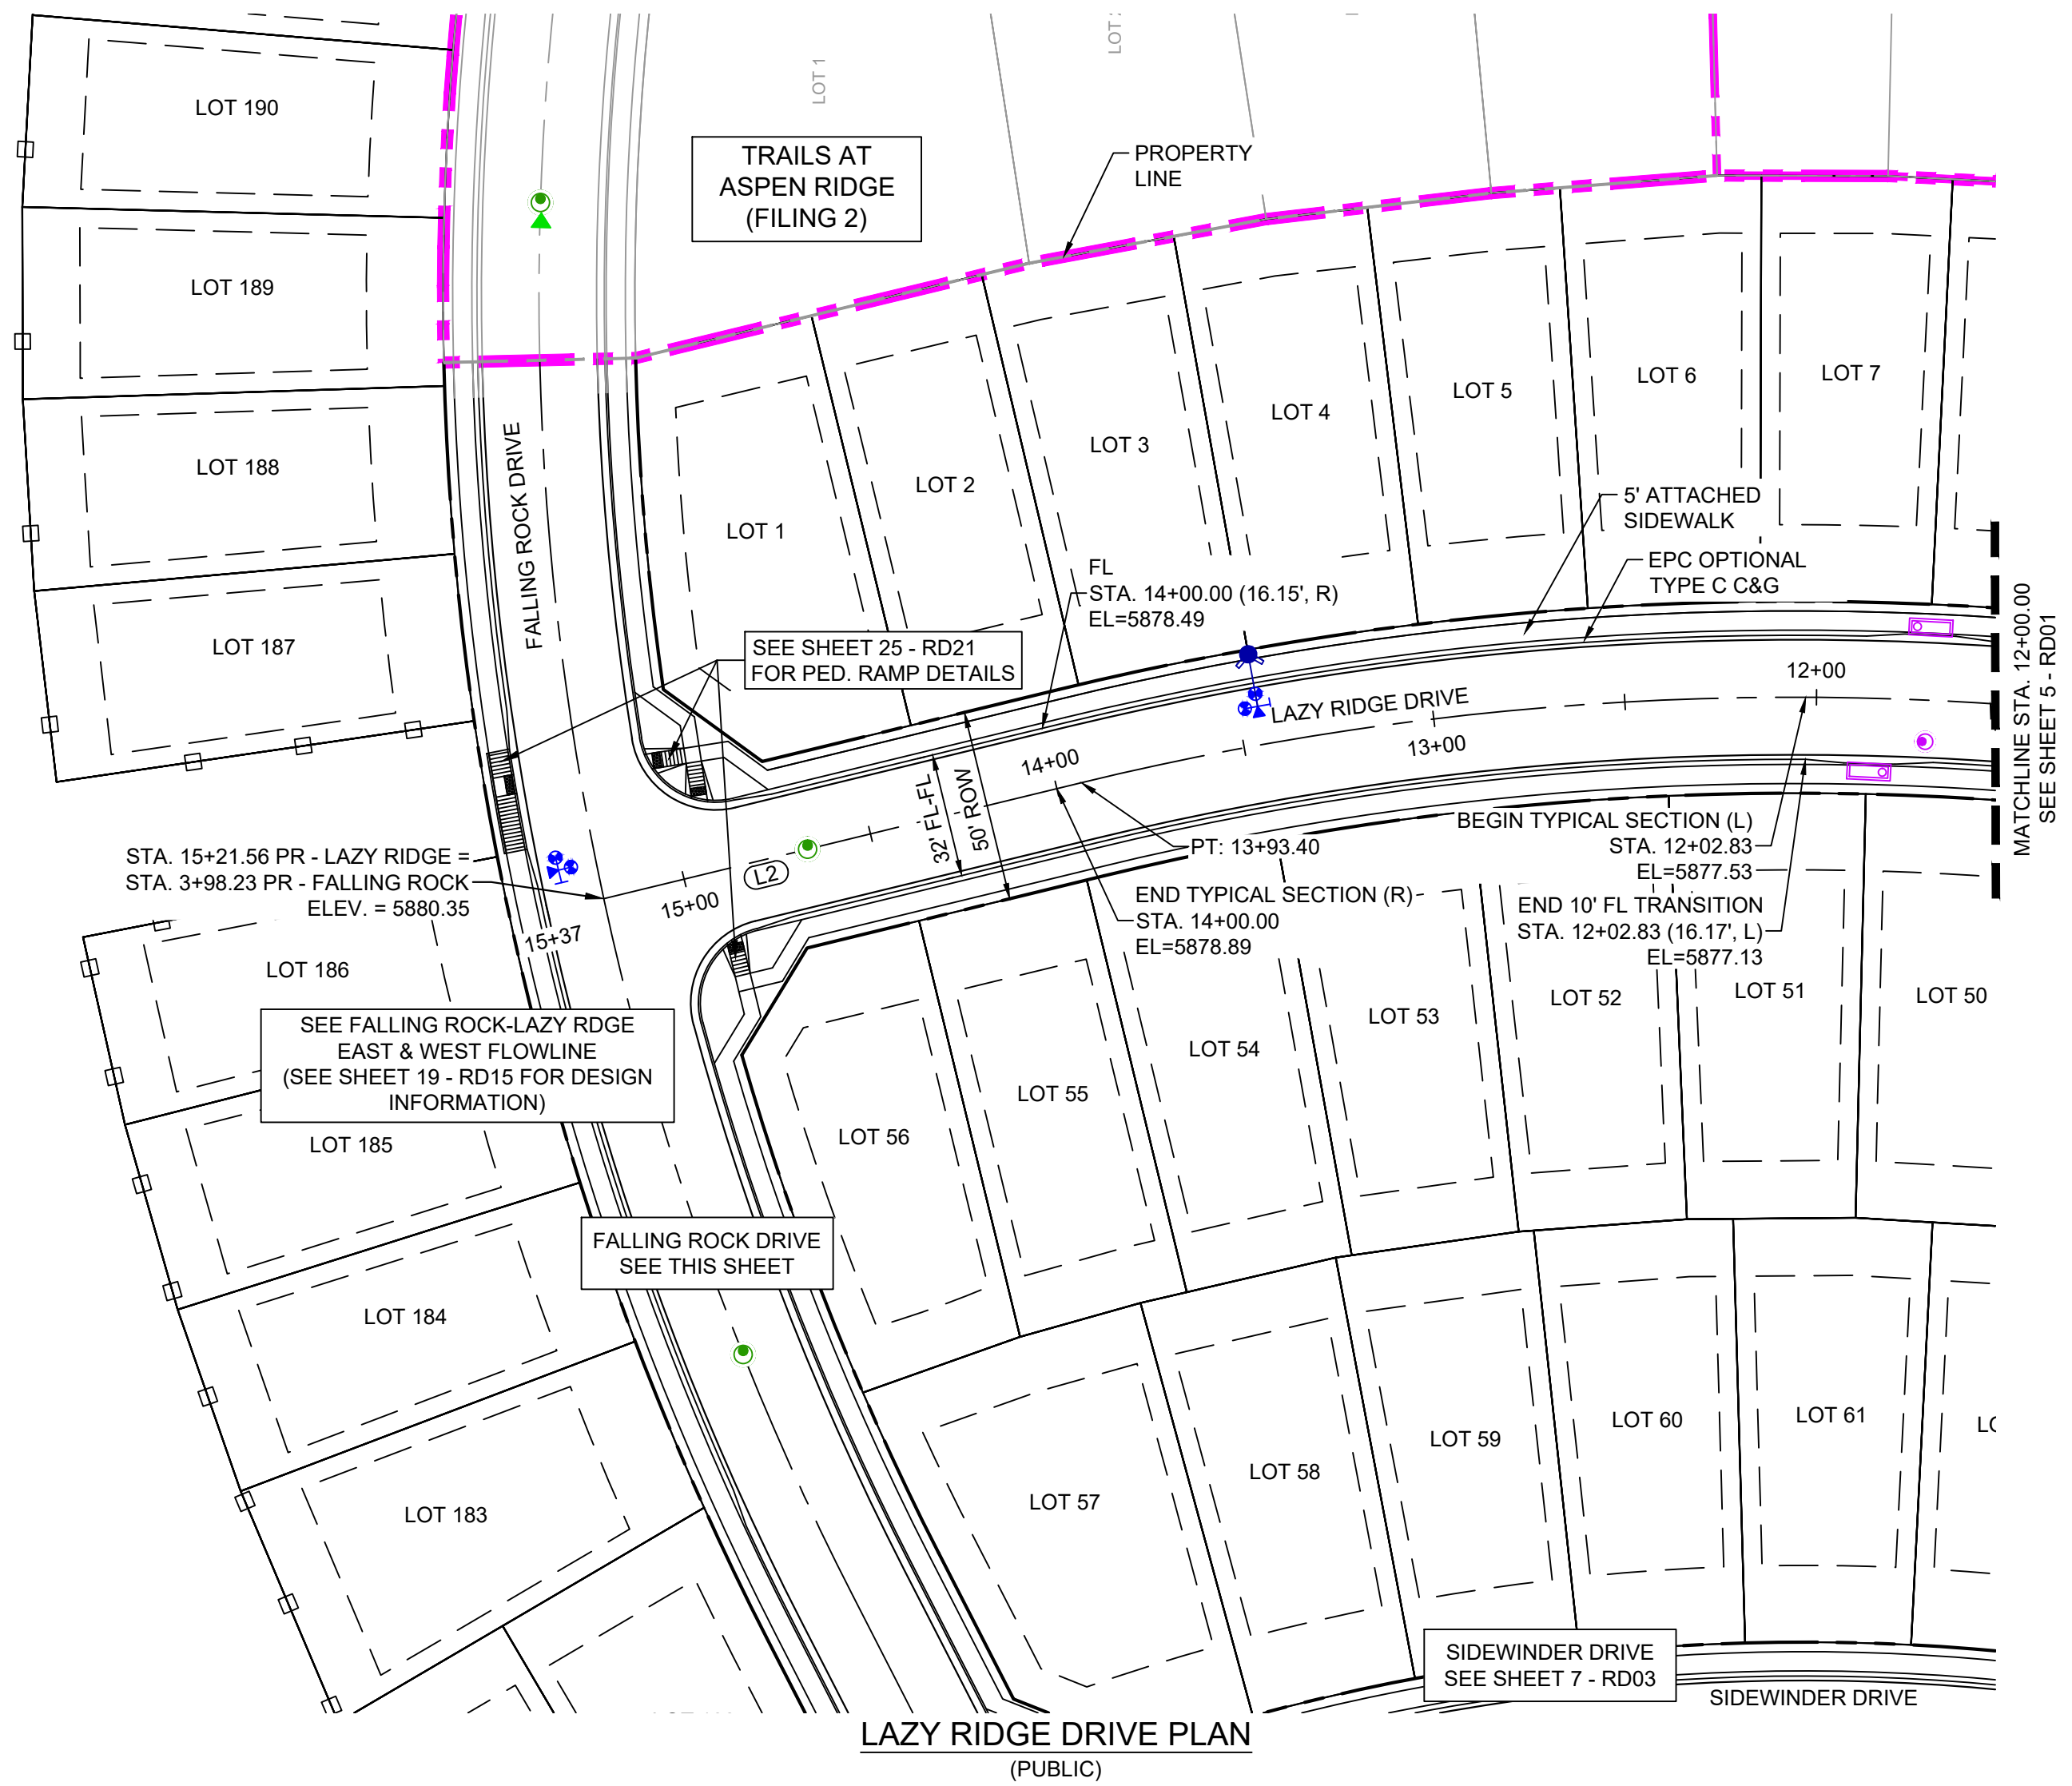 LOT 1
LOT 190
TRAILS AT
ASPEN RIDGE
(FILING 2)
PROPERTY
LINE
LOT 189
LOT 188
LOT 187
FALLING ROCK DRIVE
LOT 1
LOT 2
LOT 3
LOT 4
LOT 5
LOT 6
LOT 7
5' ATTACHED
SIDEWALK
EPC OPTIONAL
TYPE C C&G
FL
STA. 14+00.00 (16.15', R)
EL=5878.49
SEE SHEET 25 - RD21
FOR PED. RAMP DETAILS
LAZY RIDGE DRIVE
12+00
13+00
14+00
15+00
15+37
L2
32' FL-FL
50' ROW
MATCHLINE STA. 12+00.00
SEE SHEET 5 - RD01
PT: 13+93.40
BEGIN TYPICAL SECTION (L)
STA. 12+02.83
EL=5877.53
END TYPICAL SECTION (R)
STA. 14+00.00
EL=5878.89
END 10' FL TRANSITION
STA. 12+02.83 (16.17', L)
EL=5877.13
STA. 15+21.56 PR - LAZY RIDGE =
STA. 3+98.23 PR - FALLING ROCK
ELEV. = 5880.35
LOT 186
SEE FALLING ROCK-LAZY RDGE
EAST & WEST FLOWLINE
(SEE SHEET 19 - RD15 FOR DESIGN
INFORMATION)
LOT 185
LOT 184
LOT 183
LOT 56
LOT 55
LOT 54
LOT 53
LOT 52
LOT 51
LOT 50
FALLING ROCK DRIVE
SEE THIS SHEET
LOT 57
LOT 58
LOT 59
LOT 60
LOT 61
SIDEWINDER DRIVE
SEE SHEET 7 - RD03
SIDEWINDER DRIVE
LAZY RIDGE DRIVE PLAN
(PUBLIC)